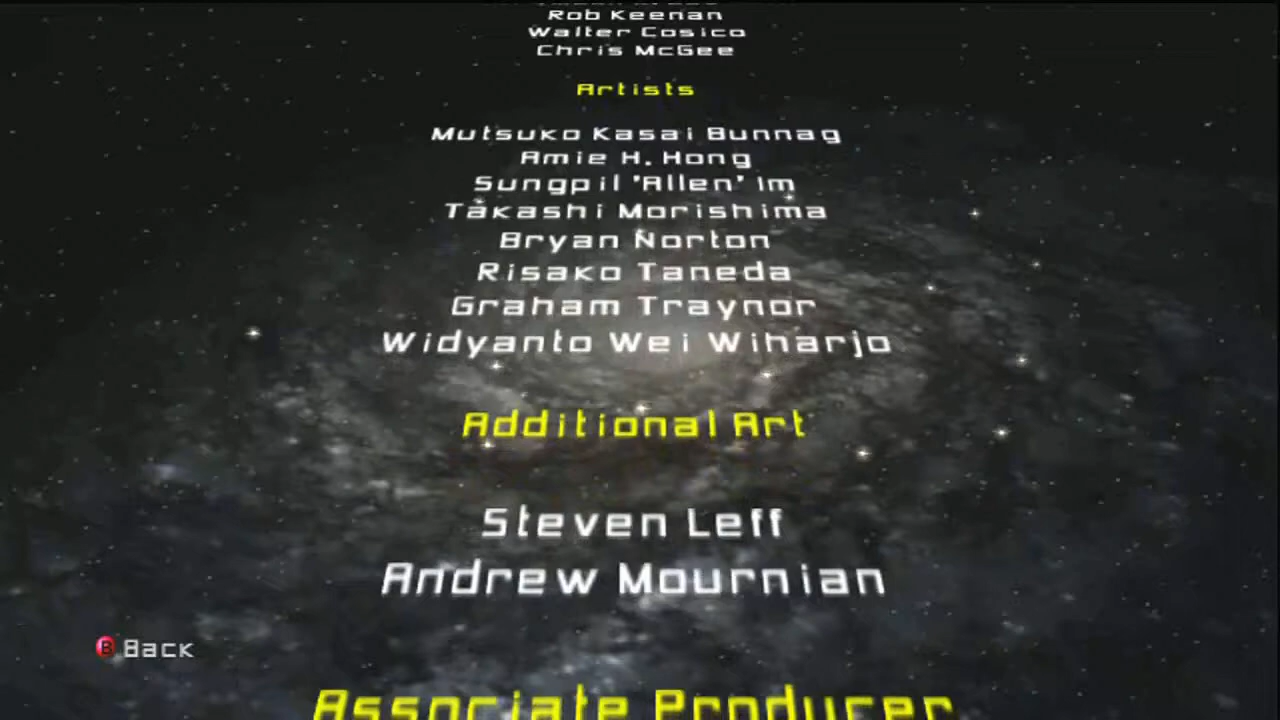 Rob Keenan
Walter Cosico
Chris McGee
Artists
Mutsuko Kasai Bunnag
Amie H. Hong
Sungpil 'Allen' Im
Takashi Morishima
Bryan Norton
Risako Taneda
Graham Traynor
Widyanto Wei Wiharjo
Additional Art
Steven Leff
Andrew Mournian
B Back
Associate Producer